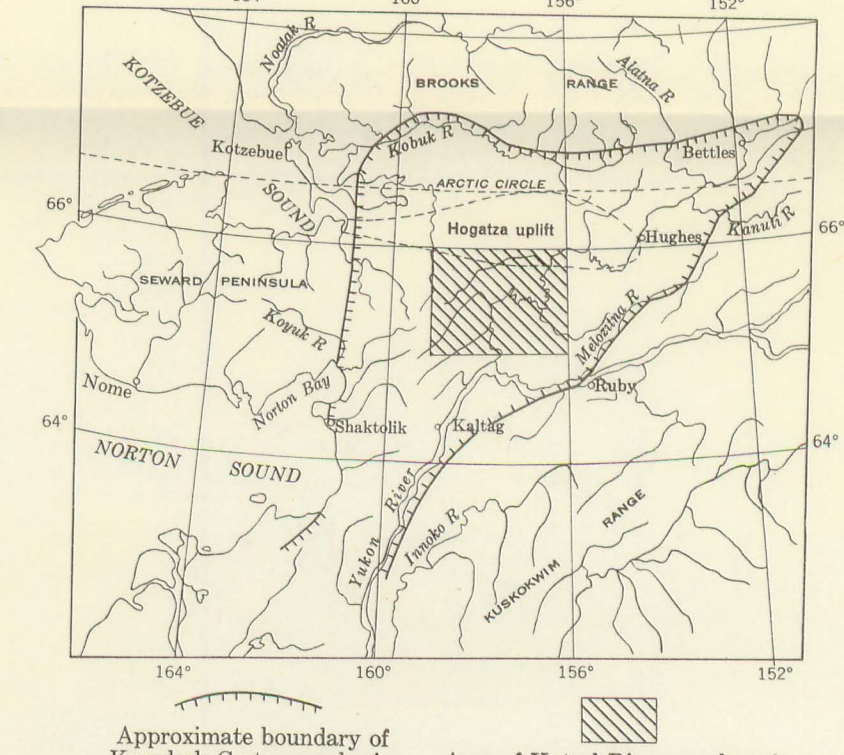 160°
156°
152°
Noatak R
Alatna R
KOTZEBUE
BROOKS RANGE
Kobuk R
Kotzebue
Bettles
ARCTIC CIRCLE
SOUND
66°
Hogatza uplift
Hughes
Kanuti R
66°
SEWARD PENINSULA
Koyuk R
Melozitna R
Nome
Norton Bay
Ruby
Shaktolik
Kaltag
64°
64°
NORTON SOUND
Yukon River
Innoko R
KUSKOKWIM RANGE
164°
160°
156°
152°
Approximate boundary of